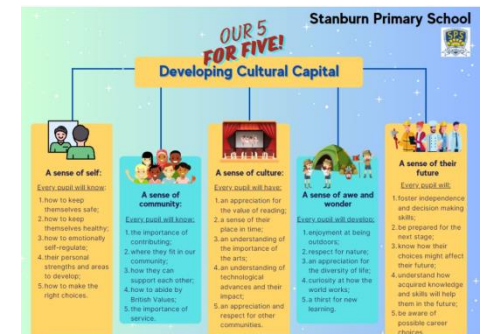 Stanburn Primary School
SPS
OUR 5
FOR FIVE!
Developing Cultural Capital
A sense of self:
Every pupil will know:
1. how to keep
themselves safe;
2. how to keep
themselves healthy;
3. how to emotionally
self-regulate;
4. their personal
strengths and areas
to develop;
5. how to make the
right choices.
A sense of
community:
Every pupil will know:
1. the importance of
contributing;
2. where they fit in our
community;
3. how they can
support each other;
4. how to abide by
British Values;
5. the importance of
service.
A sense of culture:
Every pupil will have:
1. an appreciation for
the value of reading;
2. a sense of their
place in time;
3. an understanding of
the importance of
the arts;
4. an understanding of
technological
advances and their
impact;
5. an appreciation and
respect for other
communities.
A sense of awe and
wonder
Every pupil will develop:
1. enjoyment at being
outdoors;
2. respect for nature;
3. an appreciation for
the diversity of life;
4. curiosity at how the
world works;
5. a thirst for new
learning.
A sense of their
future
Every pupil will:
1. foster independence
and decision making
skills;
2. be prepared for the
next stage;
3. know how their
choices might affect
their future;
4. understand how
acquired knowledge
and skills will help
them in the future;
5. be aware of
possible career
choices.